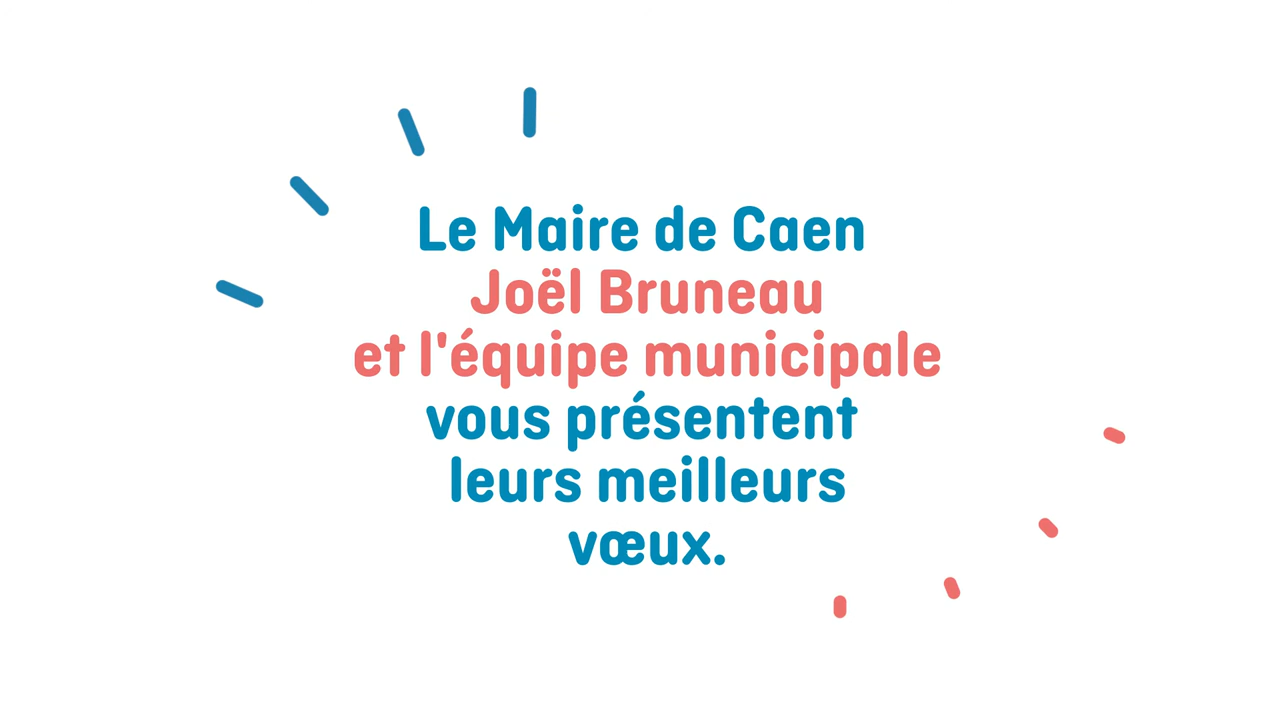 Le Maire de Caen
Joël Bruneau
et l'équipe municipale
vous présentent
leurs meilleurs
vœux.